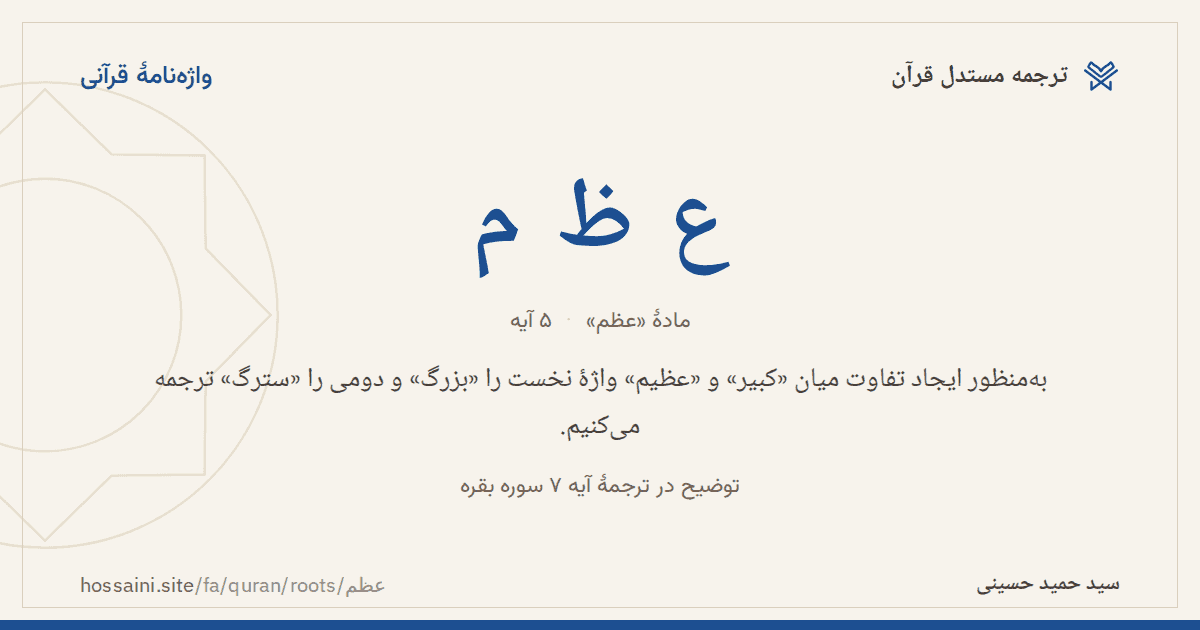 ترجمه مستدل قرآن
واژه‌نامهٔ قرآنی
ع ظ م
مادهٔ «عظم» · ۵ آیه
به‌منظور ایجاد تفاوت میان «کبیر» و «عظیم» واژهٔ نخست را «بزرگ» و دومی را «سترگ» ترجمه
می‌کنیم.
توضیح در ترجمهٔ آیه ۷ سوره بقره
سید حمید حسینی
hossaini.site/fa/quran/roots/عظم